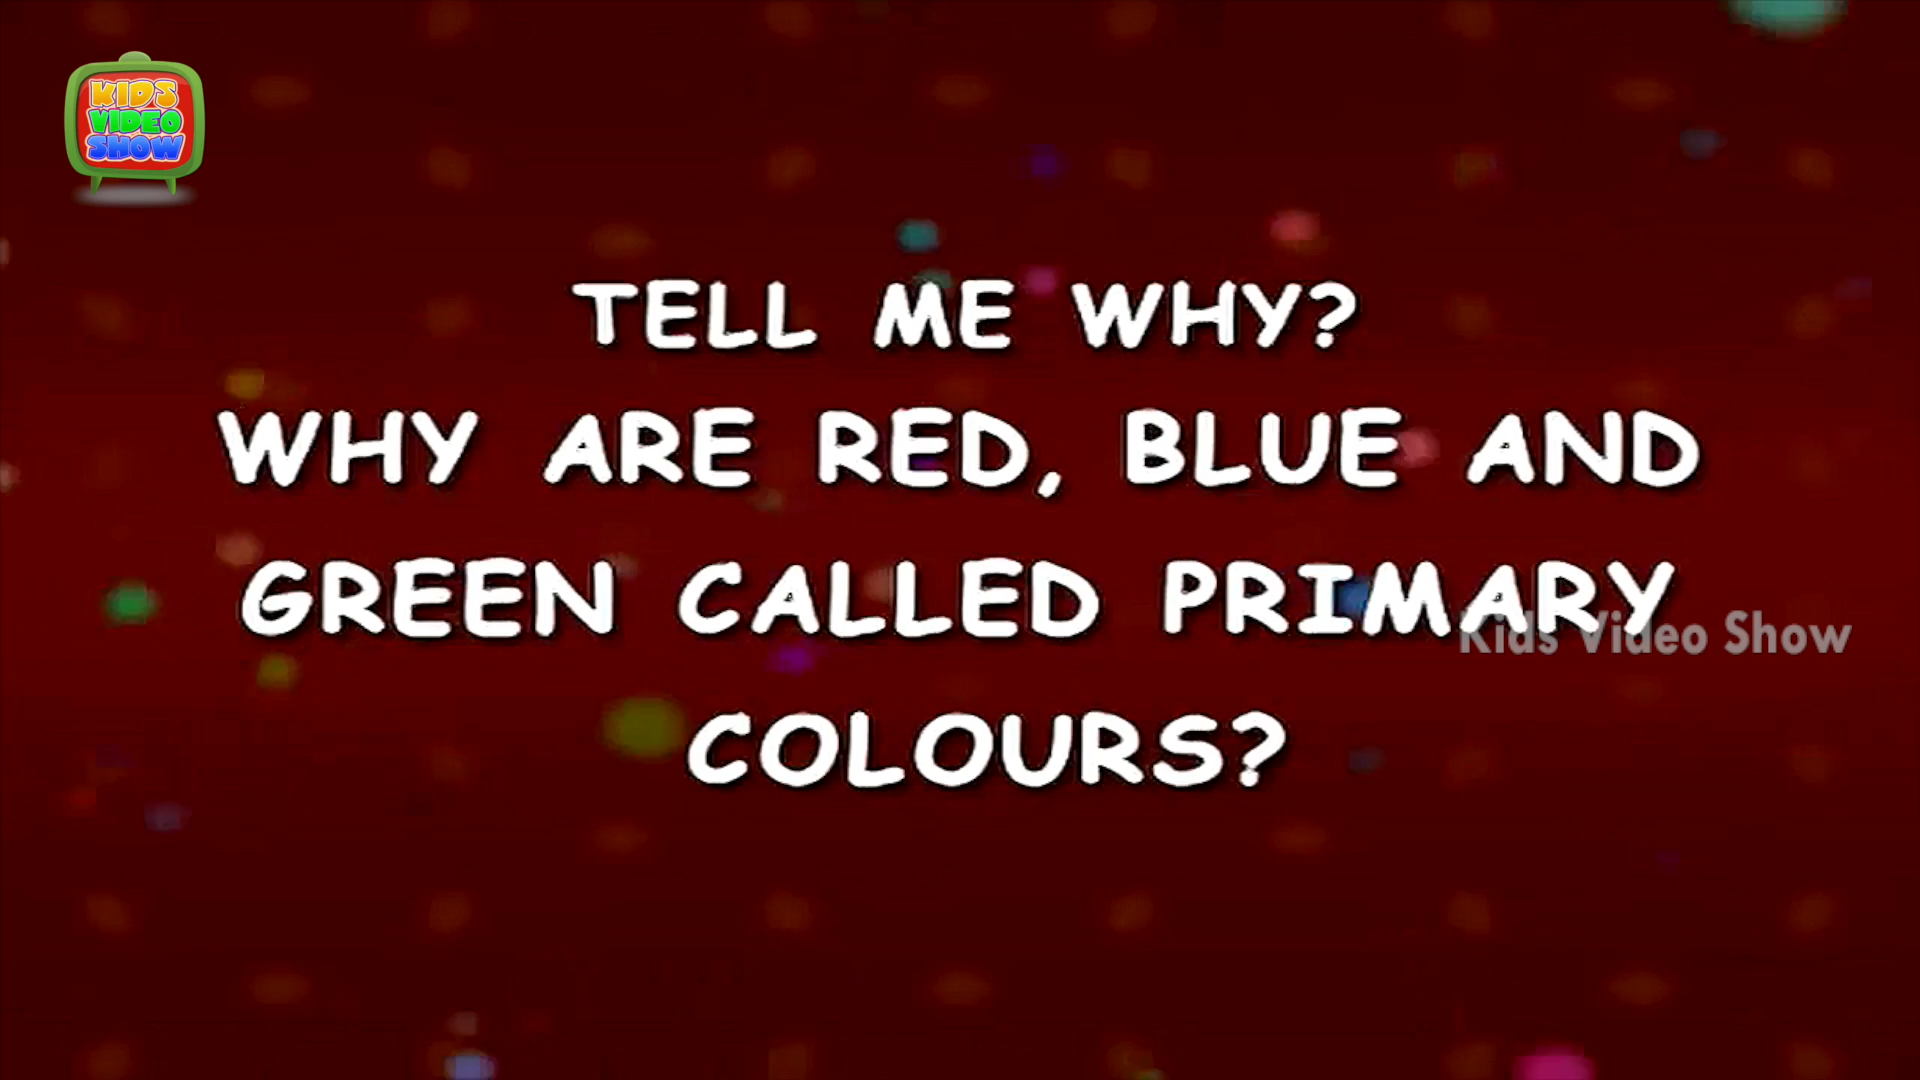 KIDS
VIDEO
SHOW
TELL ME WHY?
WHY ARE RED, BLUE AND
GREEN CALLED PRIMARY
Kids Video Show
COLOURS?